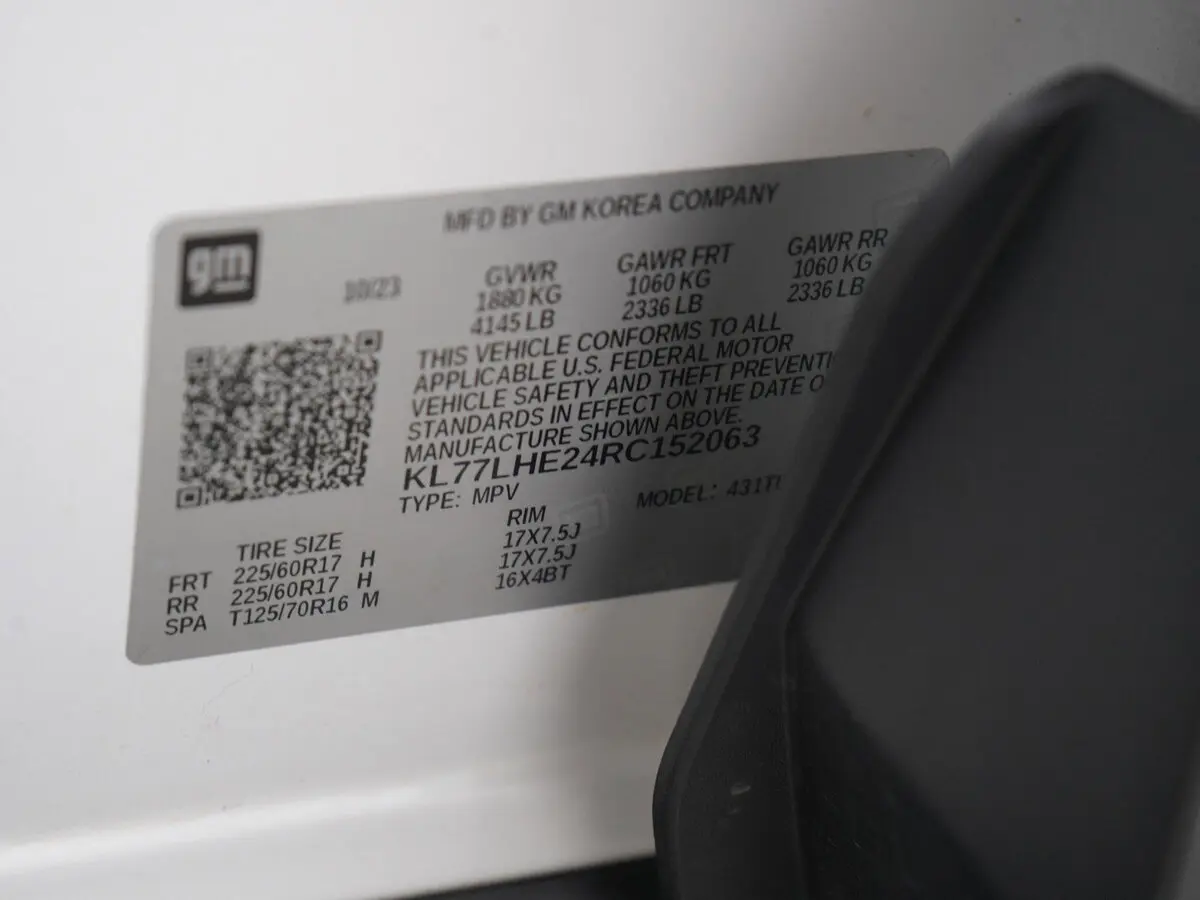 MFD BY GM KOREA COMPANY
gm
10/23
GVWR GAWR FRT GAWR RR
1880 KG 1060 KG 1060 KG
4145 LB 2336 LB 2336 LB
THIS VEHICLE CONFORMS TO ALL
APPLICABLE U.S. FEDERAL MOTOR
VEHICLE SAFETY AND THEFT PREVENTI
STANDARDS IN EFFECT ON THE DATE O
MANUFACTURE SHOWN ABOVE.
KL77LHE24RC152063
TYPE: MPV MODEL: 431T
TIRE SIZE RIM
FRT 225/60R17 H 17X7.5J
RR 225/60R17 H 17X7.5J
SPA T125/70R16 M 16X4BT